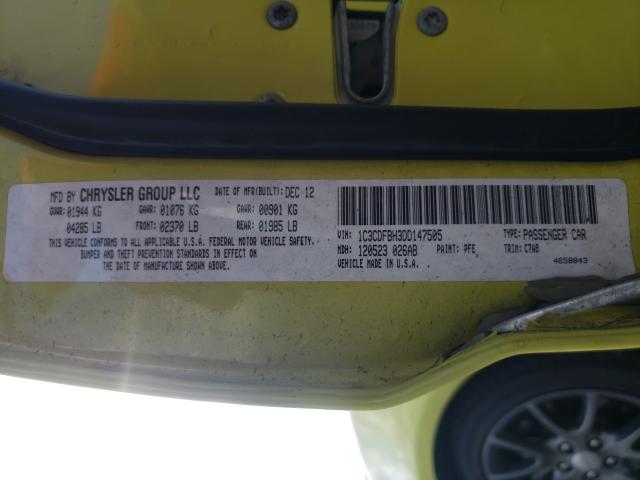 MFD BY CHRYSLER GROUP LLC DATE OF MFR(BUILT): DEC 12
GVWR: 01944 KG GAWR: 01076 KG GAWR: 00901 KG
04285 LB FRONT: 02370 LB REAR: 01985 LB
THIS VEHICLE CONFORMS TO ALL APPLICABLE U.S.A. FEDERAL MOTOR VEHICLE SAFETY,
BUMPER AND THEFT PREVENTION STANDARDS IN EFFECT ON
THE DATE OF MANUFACTURE SHOWN ABOVE.
VIN: 1C3CDFBH3DD147505 TYPE: PASSENGER CAR
MDH: 120523 026AB PAINT: PFE TRIM: C7A8
VEHICLE MADE IN U.S.A. 4658843